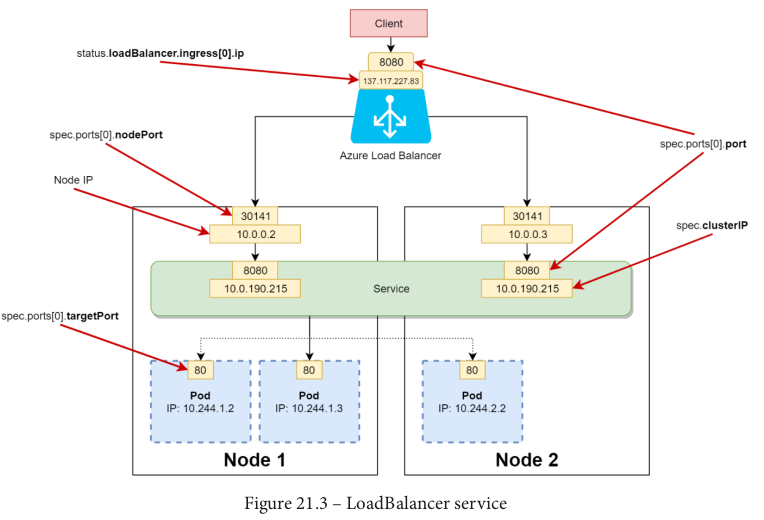 Client
status.loadBalancer.ingress[0].ip
8080
137.117.227.83
spec.ports[0].nodePort
Azure Load Balancer
spec.ports[0].port
Node IP
30141
10.0.0.2
30141
10.0.0.3
spec.clusterIP
8080
10.0.190.215
Service
8080
10.0.190.215
spec.ports[0].targetPort
80
Pod
IP: 10.244.1.2
80
Pod
IP: 10.244.1.3
80
Pod
IP: 10.244.2.2
Node 1
Node 2
Figure 21.3 – LoadBalancer service